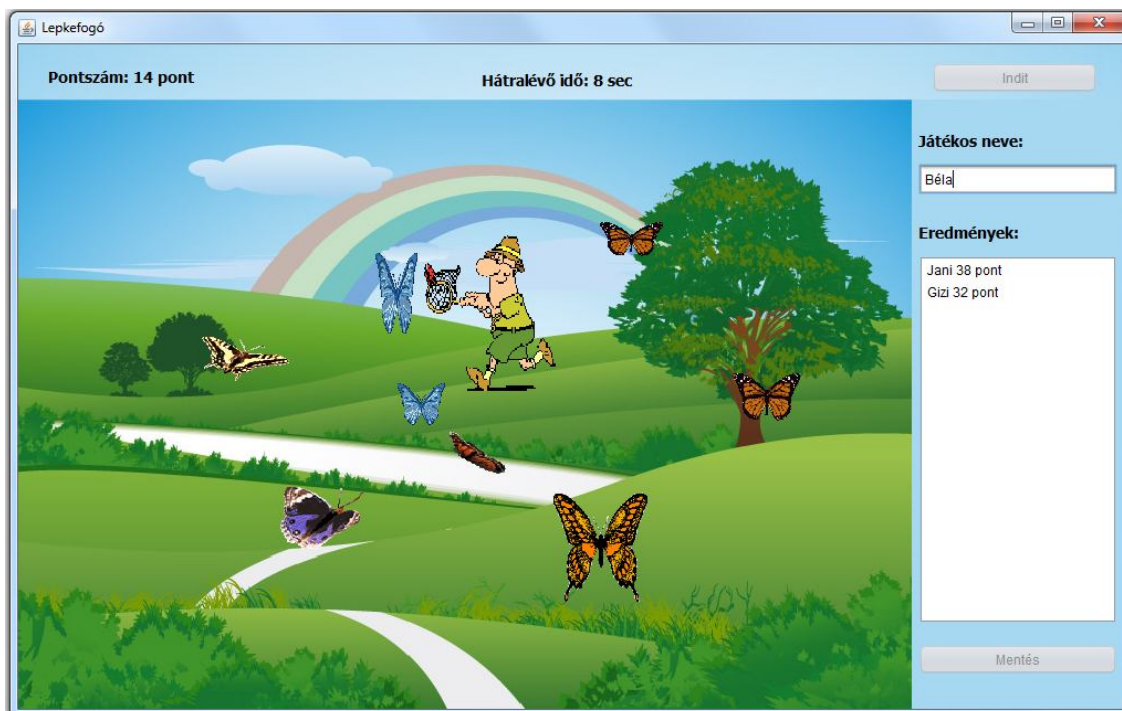 Lepkefogó
Pontszám: 14 pont
Hátralévő idő: 8 sec
Indit
Játékos neve:
Béla
Eredmények:
Jani 38 pont
Gizi 32 pont
Mentés